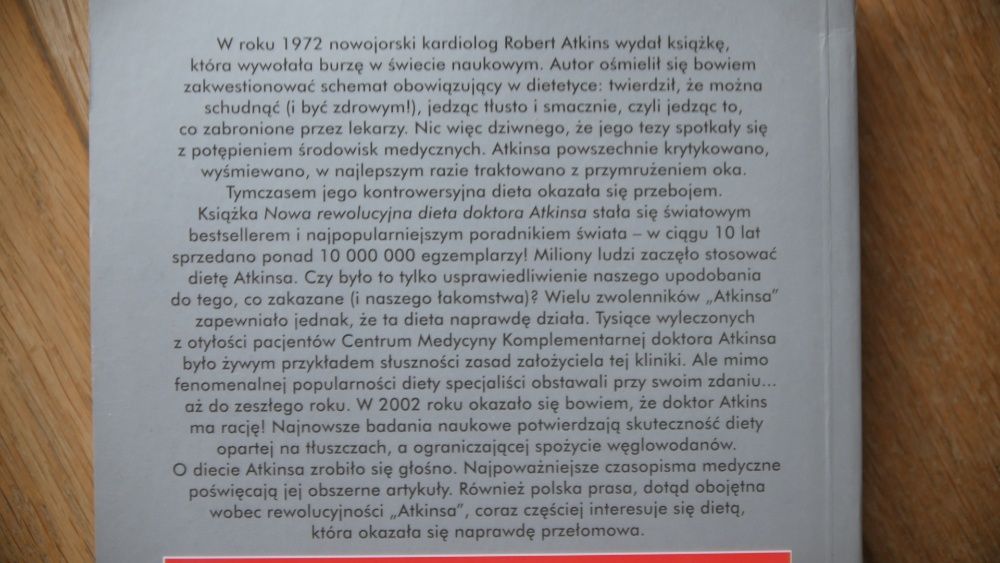 W roku 1972 nowojorski kardiolog Robert Atkins wydał książkę,
która wywołała burzę w świecie naukowym. Autor ośmielił się bowiem
zakwestionować schemat obowiązujący w dietetyce: twierdził, że można
schudnąć (i być zdrowym!), jedząc tłusto i smacznie, czyli jedząc to,
co zabronione przez lekarzy. Nic więc dziwnego, że jego tezy spotkały się
z potępieniem środowisk medycznych. Atkinsa powszechnie krytykowano,
wyśmiewano, w najlepszym razie traktowano z przymrużeniem oka.
Tymczasem jego kontrowersyjna dieta okazała się przebojem.
Książka Nowa rewolucyjna dieta doktora Atkinsa stała się światowym
bestsellerem i najpopularniejszym poradnikiem świata – w ciągu 10 lat
sprzedano ponad 10 000 000 egzemplarzy! Miliony ludzi zaczęło stosować
dietę Atkinsa. Czy było to tylko usprawiedliwienie naszego upodobania
do tego, co zakazane (i naszego łakomstwa)? Wielu zwolenników „Atkinsa”
zapewniało jednak, że ta dieta naprawdę działa. Tysiące wyleczonych
z otyłości pacjentów Centrum Medycyny Komplementarnej doktora Atkinsa
było żywym przykładem słuszności zasad założyciela tej kliniki. Ale mimo
fenomenalnej popularności diety specjaliści obstawali przy swoim zdaniu...
aż do zeszłego roku. W 2002 roku okazało się bowiem, że doktor Atkins
ma rację! Najnowsze badania naukowe potwierdzają skuteczność diety
opartej na tłuszczach, a ograniczającej spożycie węglowodanów.
O diecie Atkinsa zrobiło się głośno. Najpoważniejsze czasopisma medyczne
poświęcają jej obszerne artykuły. Również polska prasa, dotąd obojętna
wobec rewolucyjności „Atkinsa”, coraz częściej interesuje się dietą,
która okazała się naprawdę przełomowa.